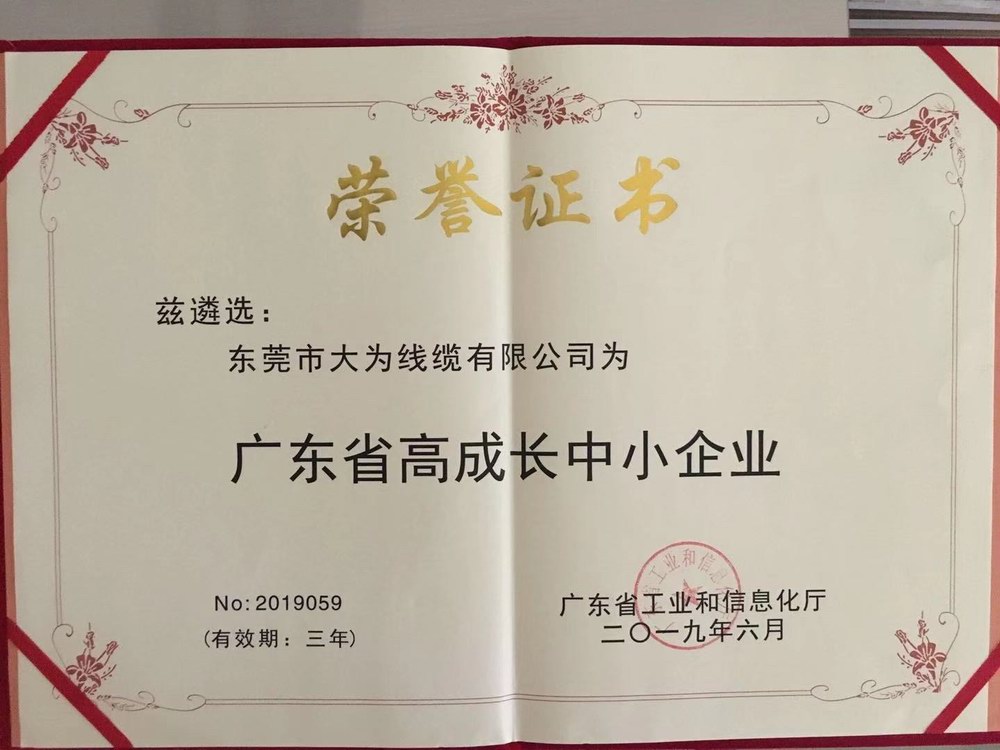 荣誉证书
兹遴选：
东莞市大为线缆有限公司为
广东省高成长中小企业
No:2019059
(有效期：三年)
广东省工业和信息化厅
二〇一九年六月